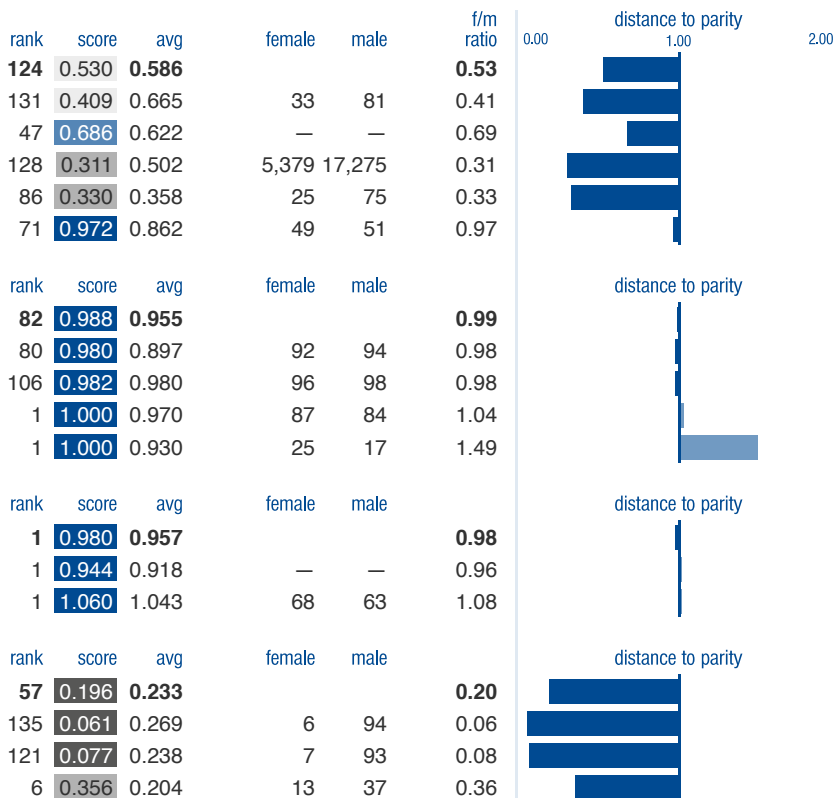 f/m distance to parity
rank score avg female male ratio 0.00 1.00 2.00
124 0.530 0.586 0.53
131 0.409 0.665 33 81 0.41
47 0.686 0.622 — — 0.69
128 0.311 0.502 5,379 17,275 0.31
86 0.330 0.358 25 75 0.33
71 0.972 0.862 49 51 0.97
rank score avg female male distance to parity
82 0.988 0.955 0.99
80 0.980 0.897 92 94 0.98
106 0.982 0.980 96 98 0.98
1 1.000 0.970 87 84 1.04
1 1.000 0.930 25 17 1.49
rank score avg female male distance to parity
1 0.980 0.957 0.98
1 0.944 0.918 — — 0.96
1 1.060 1.043 68 63 1.08
rank score avg female male distance to parity
57 0.196 0.233 0.20
135 0.061 0.269 6 94 0.06
121 0.077 0.238 7 93 0.08
6 0.356 0.204 13 37 0.36